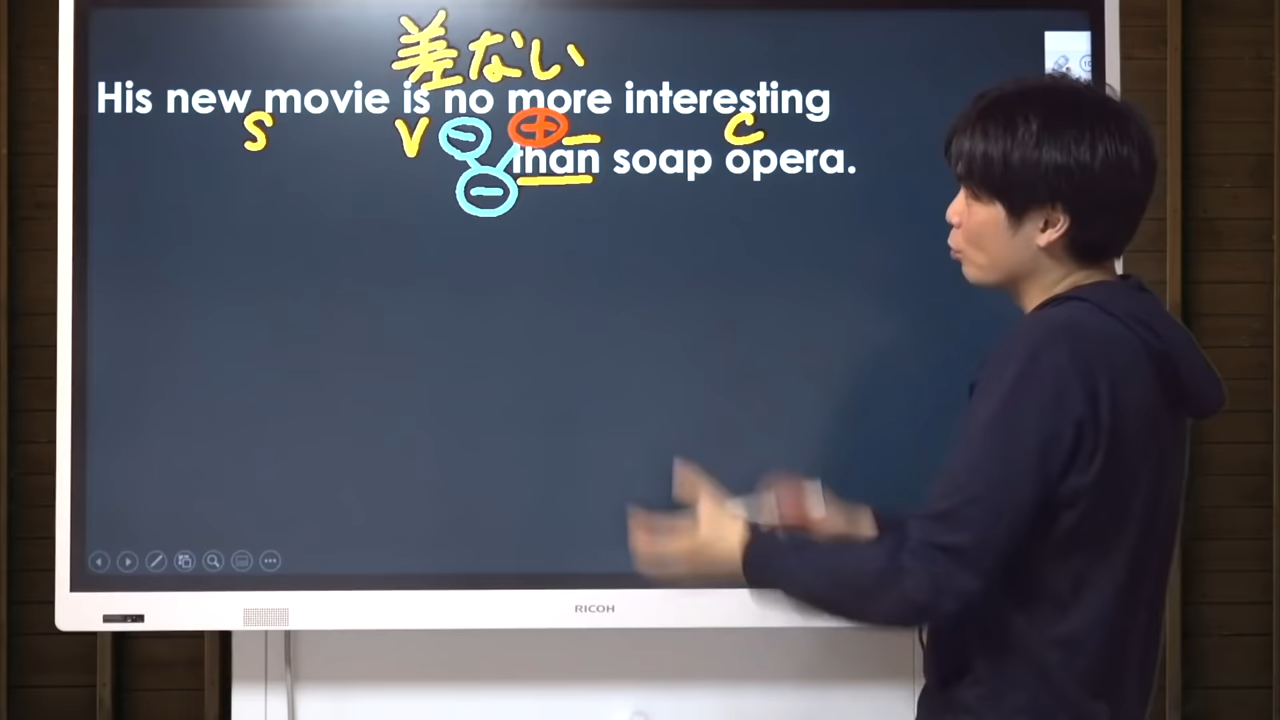 差ない
His new movie is no more interesting
S V C
than soap opera.
RICOH